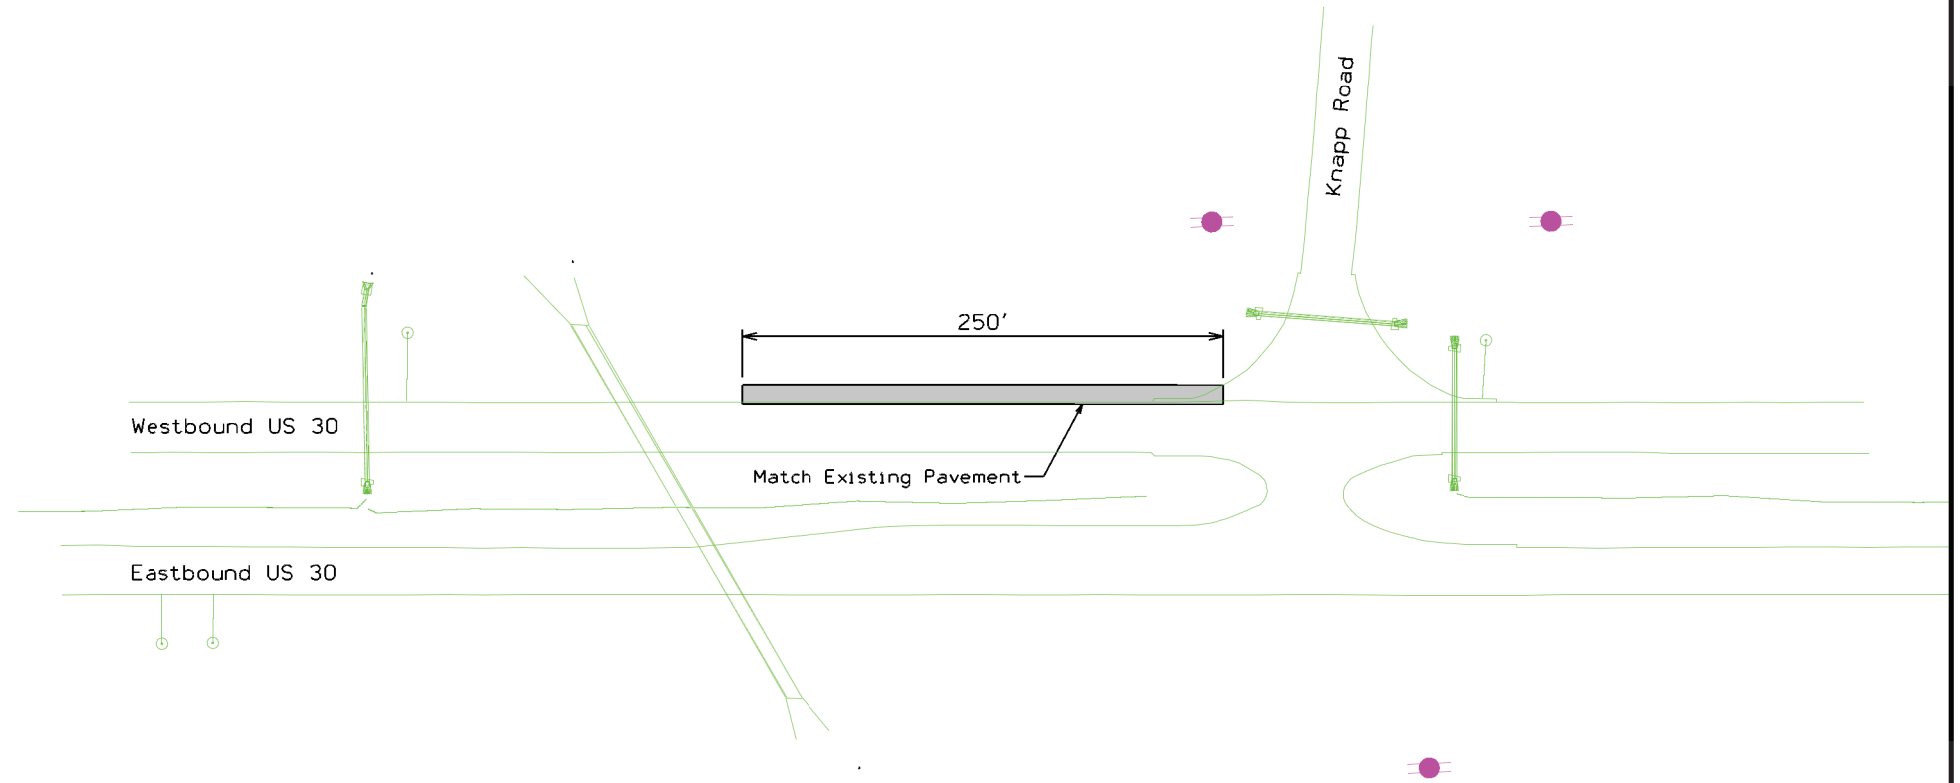 Knapp Road
250'
Westbound US 30
Match Existing Pavement
Eastbound US 30